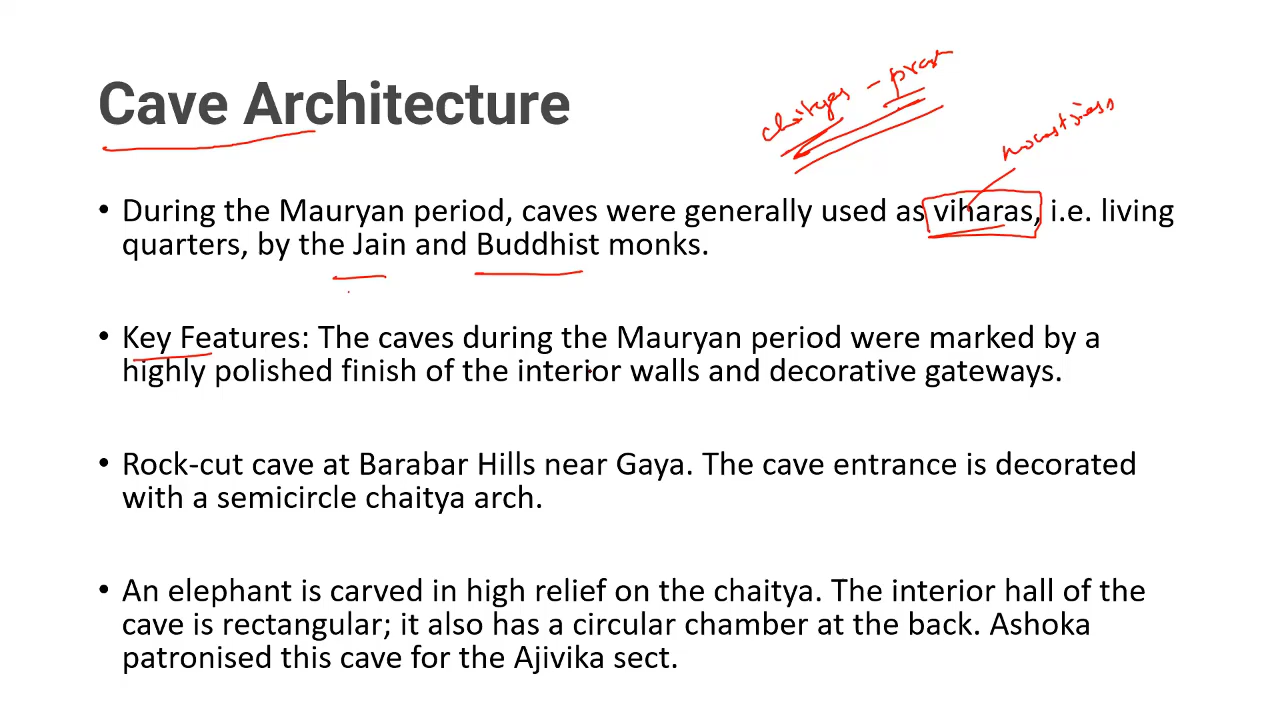 Cave Architecture
chaityas -
• During the Mauryan period, caves were generally used as viharas, i.e. living
quarters, by the Jain and Buddhist monks.
• Key Features: The caves during the Mauryan period were marked by a
highly polished finish of the interior walls and decorative gateways.
• Rock-cut cave at Barabar Hills near Gaya. The cave entrance is decorated
with a semicircle chaitya arch.
• An elephant is carved in high relief on the chaitya. The interior hall of the
cave is rectangular; it also has a circular chamber at the back. Ashoka
patronised this cave for the Ajivika sect.